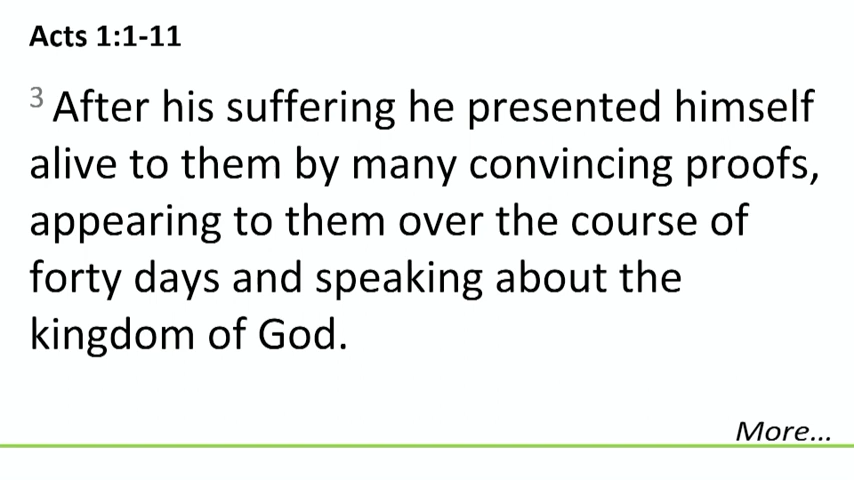 Acts 1:1-11
3 After his suffering he presented himself
alive to them by many convincing proofs,
appearing to them over the course of
forty days and speaking about the
kingdom of God.
More...